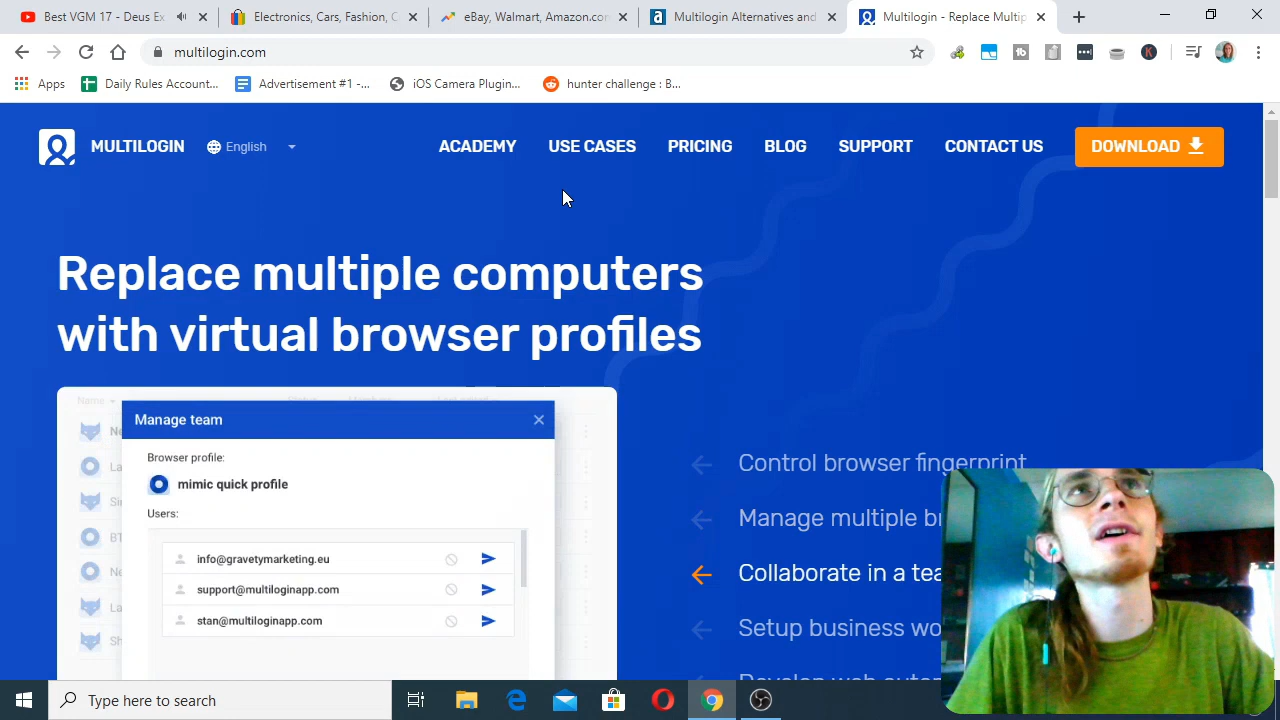 Best VGM 17 - Deus Ex
Electronics, Cars, Fashion, C
eBay, Walmart, Amazon.com
Multilogin Alternatives and
Multilogin - Replace Multip
multilogin.com
Apps
Daily Rules Account...
Advertisement #1 -...
iOS Camera Plugin...
hunter challenge : B...
MULTILOGIN
English
ACADEMY
USE CASES
PRICING
BLOG
SUPPORT
CONTACT US
DOWNLOAD
Replace multiple computers
with virtual browser profiles
Manage team
Browser profile:
mimic quick profile
Users:
info@gravetymarketing.eu
support@multiloginapp.com
stan@multiloginapp.com
Control browser fingerprint
Manage multiple br
Collaborate in a tea
Setup business wo
Type here to search